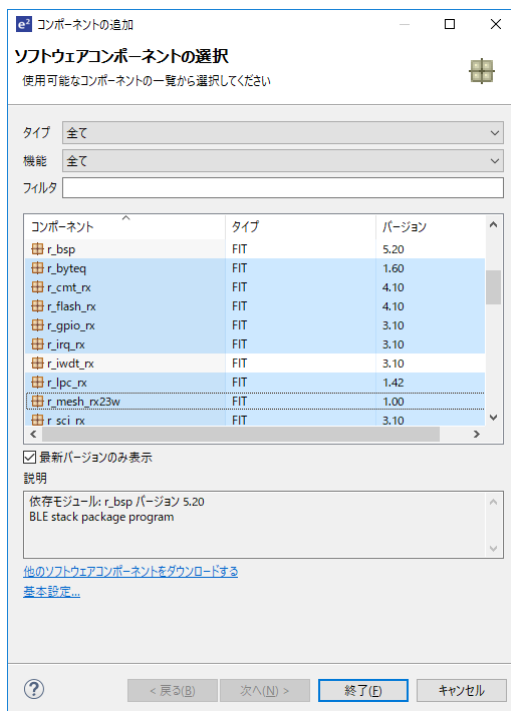 e² コンポーネントの追加
ソフトウェアコンポーネントの選択
使用可能なコンポーネントの一覧から選択してください
タイプ 全て
機能 全て
フィルタ
コンポーネント タイプ バージョン
r_bsp FIT 5.20
r_byteq FIT 1.60
r_cmt_rx FIT 4.10
r_flash_rx FIT 4.10
r_gpio_rx FIT 3.10
r_irq_rx FIT 3.10
r_iwdt_rx FIT 3.10
r_lpc_rx FIT 1.42
r_mesh_rx23w FIT 1.00
r_sci_rx FIT 3.10
最新バージョンのみ表示
説明
依存モジュール: r_bsp バージョン 5.20
BLE stack package program
他のソフトウェアコンポーネントをダウンロードする
基本設定...
? < 戻る(B) 次へ(N) > 終了(F) キャンセル